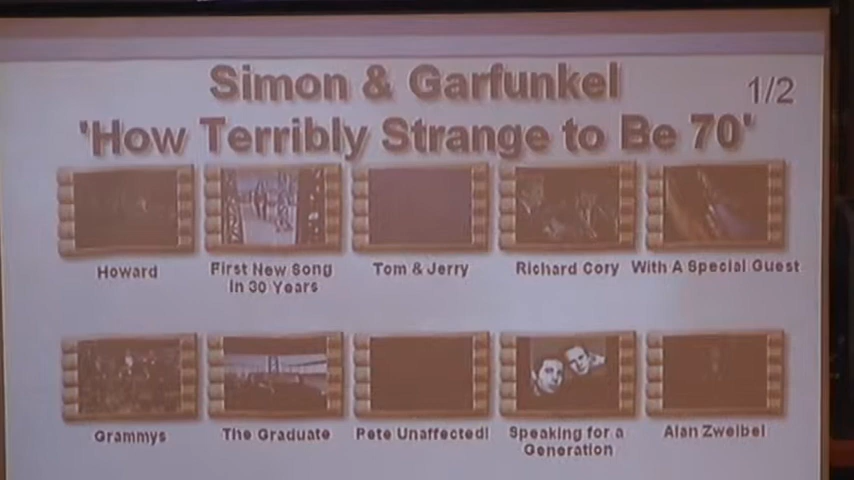 Simon & Garfunkel
1/2
'How Terribly Strange to Be 70'
Howard
First New Song
in 30 Years
Tom & Jerry
Richard Cory
With A Special Guest
Grammys
The Graduate
Pete Unaffected!
Speaking for a
Generation
Alan Zweibel